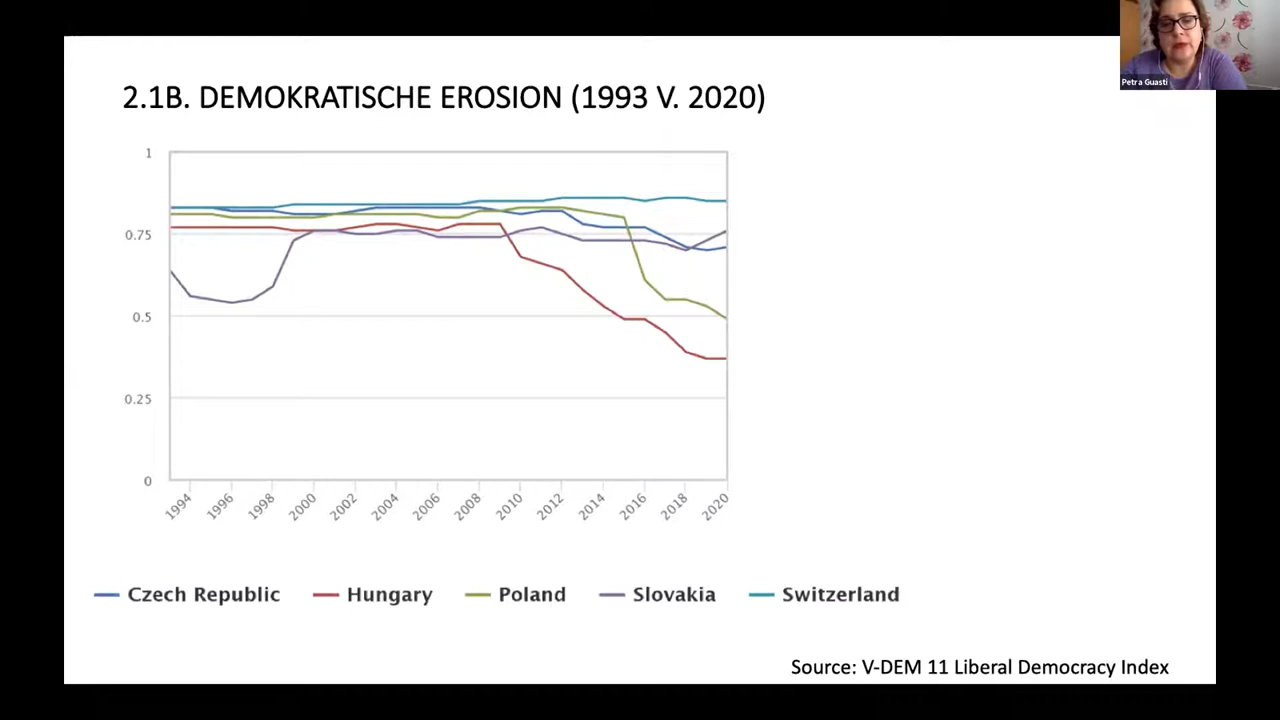 Petra Guasti
2.1B. DEMOKRATISCHE EROSION (1993 V. 2020)
1
0.75
0.5
0.25
0
1994 1996 1998 2000 2002 2004 2006 2008 2010 2012 2014 2016 2018 2020
Czech Republic Hungary Poland Slovakia Switzerland
Source: V-DEM 11 Liberal Democracy Index